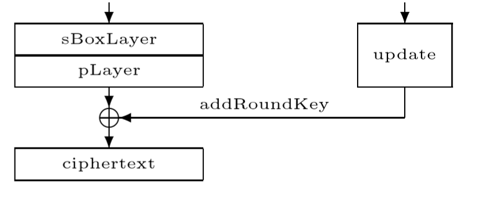 sBoxLayer
update
pLayer
addRoundKey
ciphertext